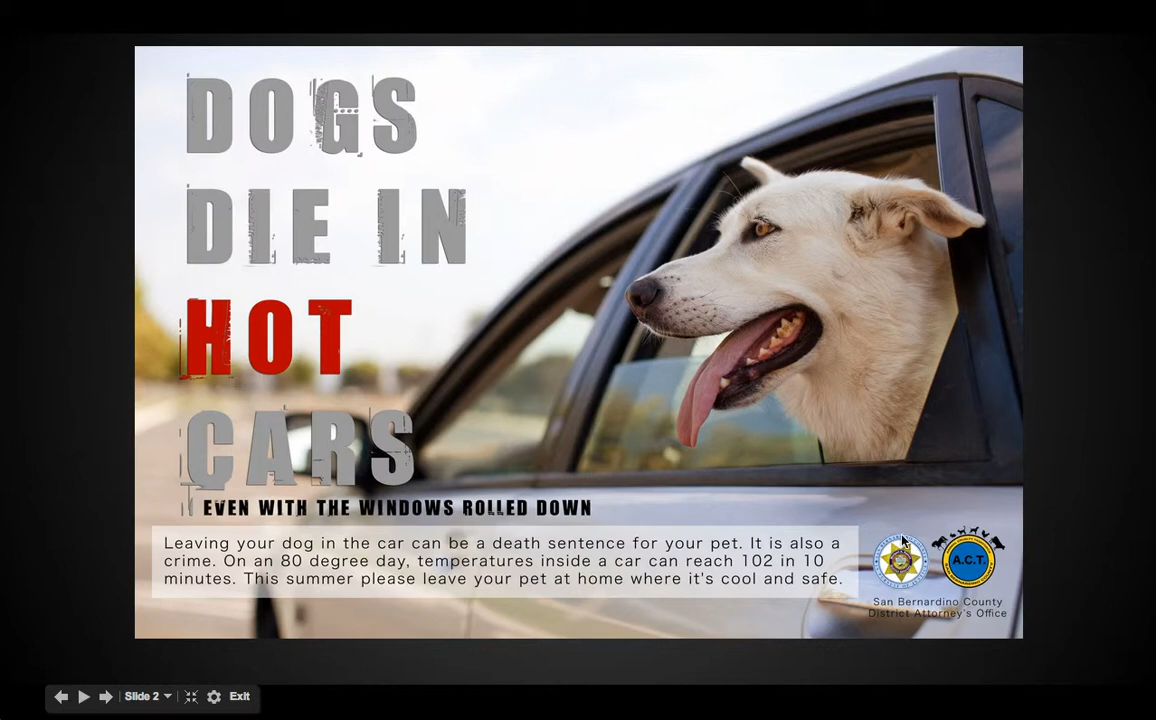 DOGS
DIE IN
HOT
CARS
EVEN WITH THE WINDOWS ROLLED DOWN
Leaving your dog in the car can be a death sentence for your pet. It is also a
crime. On an 80 degree day, temperatures inside a car can reach 102 in 10
minutes. This summer please leave your pet at home where it's cool and safe.
A.C.T.
San Bernardino County
District Attorney's Office
Slide 2
Exit